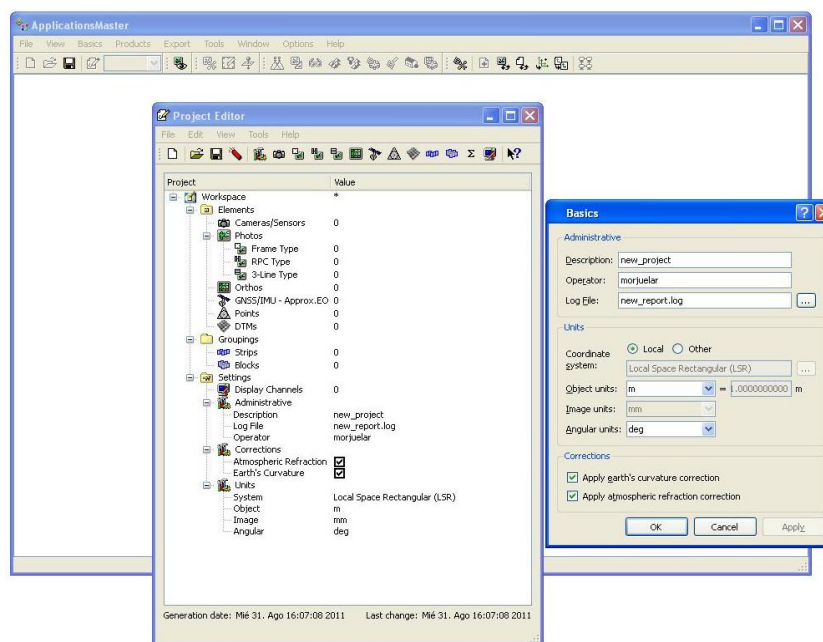 ApplicationsMaster
File View Basics Products Export Tools Window Options Help
Project Editor
File Edit View Tools Help
Project Value
Workspace *
Elements
Cameras/Sensors 0
Photos
Frame Type 0
RPC Type 0
3-Line Type 0
Orthos 0
GNSS/IMU - Approx.EO 0
Points 0
DTMs 0
Groupings
Strips 0
Blocks 0
Settings
Display Channels 0
Administrative
Description new_project
Log File new_report.log
Operator morjuelar
Corrections
Atmospheric Refraction
Earth's Curvature
Units
System Local Space Rectangular (LSR)
Object m
Image mm
Angular deg
Generation date: Mié 31. Ago 16:07:08 2011 Last change: Mié 31. Ago 16:07:08 2011
Basics
Administrative
Description: new_project
Operator: morjuelar
Log File: new_report.log ...
Units
Coordinate system: Local Other
Local Space Rectangular (LSR) ...
Object units: m = 1.0000000000 m
Image units: mm
Angular units: deg
Corrections
Apply earth's curvature correction
Apply atmospheric refraction correction
OK Cancel Apply